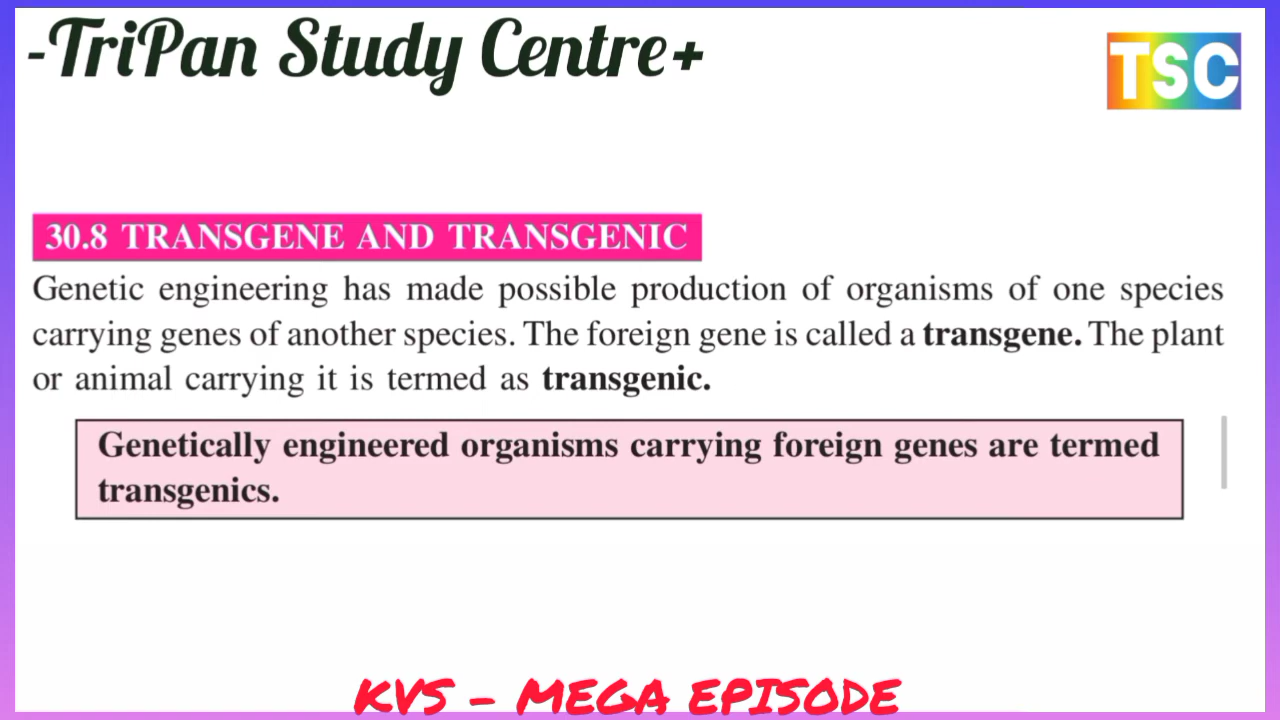 -TriPan Study Centre+
TSC
30.8 TRANSGENE AND TRANSGENIC
Genetic engineering has made possible production of organisms of one species
carrying genes of another species. The foreign gene is called a transgene. The plant
or animal carrying it is termed as transgenic.
Genetically engineered organisms carrying foreign genes are termed
transgenics.
KVS - MEGA EPISODE